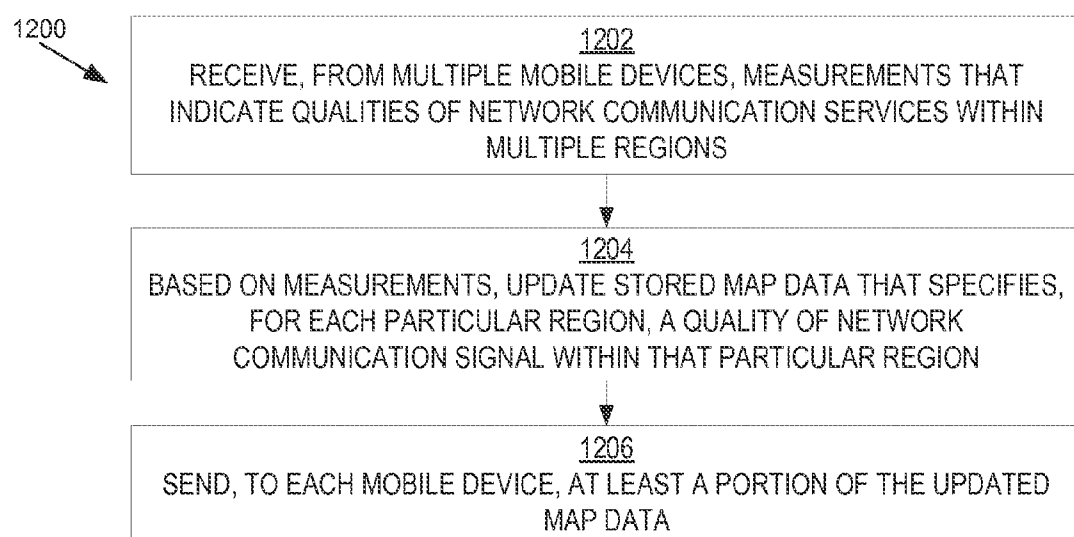 1200
1202
RECEIVE, FROM MULTIPLE MOBILE DEVICES, MEASUREMENTS THAT
INDICATE QUALITIES OF NETWORK COMMUNICATION SERVICES WITHIN
MULTIPLE REGIONS
1204
BASED ON MEASUREMENTS, UPDATE STORED MAP DATA THAT SPECIFIES,
FOR EACH PARTICULAR REGION, A QUALITY OF NETWORK
COMMUNICATION SIGNAL WITHIN THAT PARTICULAR REGION
1206
SEND, TO EACH MOBILE DEVICE, AT LEAST A PORTION OF THE UPDATED
MAP DATA